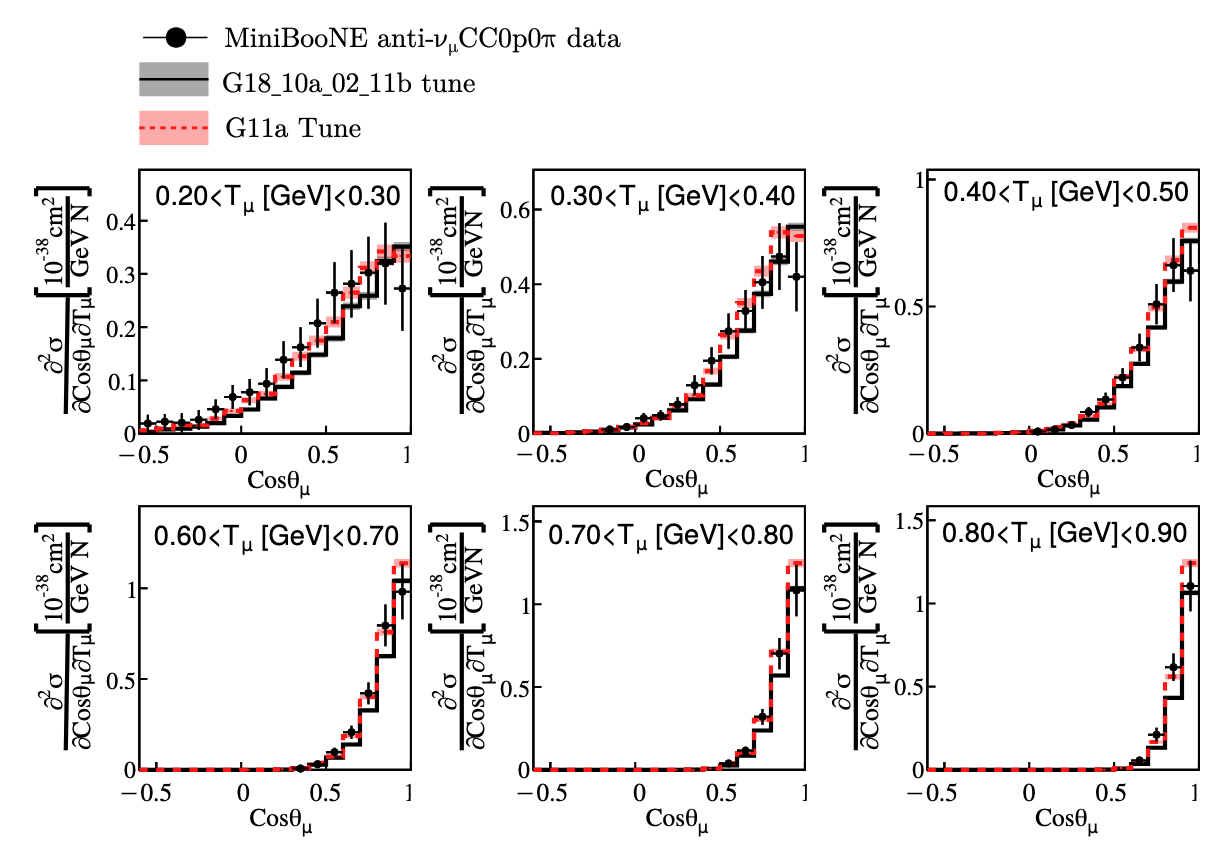 MiniBooNE anti-νμCC0p0π data
G18_10a_02_11b tune
G11a Tune
0.20<Tμ [GeV]<0.30
∂²σ
∂Cosθμ∂Tμ
[10⁻³⁸cm²
GeV N]
0.4
0.3
0.2
0.1
0
−0.5 0 0.5 1
Cosθμ
0.30<Tμ [GeV]<0.40
∂²σ
∂Cosθμ∂Tμ
[10⁻³⁸cm²
GeVN]
0.6
0.4
0.2
0
−0.5 0 0.5 1
Cosθμ
0.40<Tμ [GeV]<0.50
∂²σ
∂Cosθμ∂Tμ
[10⁻³⁸cm²
GeV N]
1
0.5
0
−0.5 0 0.5 1
Cosθμ
0.60<Tμ [GeV]<0.70
∂²σ
∂Cosθμ∂Tμ
[10⁻³⁸cm²
GeV N]
1
0.5
0
−0.5 0 0.5 1
Cosθμ
0.70<Tμ [GeV]<0.80
∂²σ
∂Cosθμ∂Tμ
[10⁻³⁸cm²
GeVN]
1.5
1
0.5
0
−0.5 0 0.5 1
Cosθμ
0.80<Tμ [GeV]<0.90
∂²σ
∂Cosθμ∂Tμ
[10⁻³⁸cm²
GeV N]
1.5
1
0.5
0
−0.5 0 0.5 1
Cosθμ